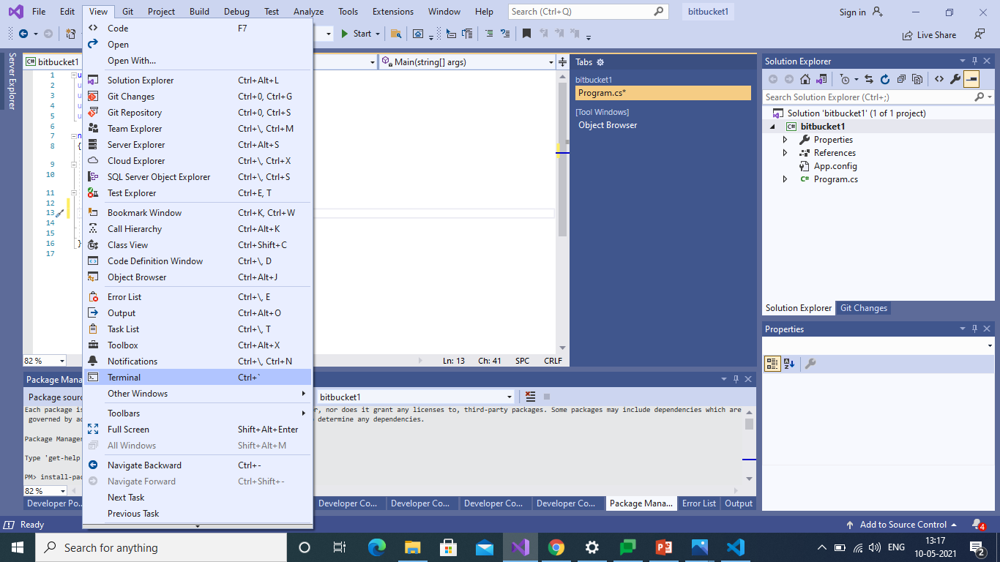 File Edit View Git Project Build Debug Test Analyze Tools Extensions Window Help Search (Ctrl+Q) bitbucket1 Sign in
Start Live Share
Server Explorer
bitbucket1
Main(string[] args)
1
2
3
4
5
6
7
8
9
10
11
12
13
14
15
16
17
u
u
u
u
u
n
{
}
Code F7
Open
Open With...
Solution Explorer Ctrl+Alt+L
Git Changes Ctrl+0, Ctrl+G
Git Repository Ctrl+0, Ctrl+S
Team Explorer Ctrl+\, Ctrl+M
Server Explorer Ctrl+Alt+S
Cloud Explorer Ctrl+\, Ctrl+X
SQL Server Object Explorer Ctrl+\, Ctrl+S
Test Explorer Ctrl+E, T
Bookmark Window Ctrl+K, Ctrl+W
Call Hierarchy Ctrl+Alt+K
Class View Ctrl+Shift+C
Code Definition Window Ctrl+\, D
Object Browser Ctrl+Alt+J
Error List Ctrl+\, E
Output Ctrl+Alt+O
Task List Ctrl+\, T
Toolbox Ctrl+Alt+X
Notifications Ctrl+\, Ctrl+N
Terminal Ctrl+`
Other Windows
Toolbars
Full Screen Shift+Alt+Enter
All Windows Shift+Alt+M
Navigate Backward Ctrl+-
Navigate Forward Ctrl+Shift+-
Next Task
Previous Task
82 %
Ln: 13 Ch: 41 SPC CRLF
Tabs
bitbucket1
Program.cs*
[Tool Windows]
Object Browser
Solution Explorer
Search Solution Explorer (Ctrl+;)
Solution 'bitbucket1' (1 of 1 project)
bitbucket1
Properties
References
App.config
C# Program.cs
Solution Explorer Git Changes
Properties
Package Mana
Package sourc
bitbucket1
Each package is
r, nor does it grant any licenses to, third-party packages. Some packages may include dependencies which are
governed by ad
determine any dependencies.
Package Manager
Type 'get-help
PM> install-pac
82 %
Developer Po... Developer Co... Developer Co... Developer Co... Developer Co... Package Mana... Error List Output
Ready Add to Source Control 4
Search for anything
ENG 13:17
10-05-2021
2